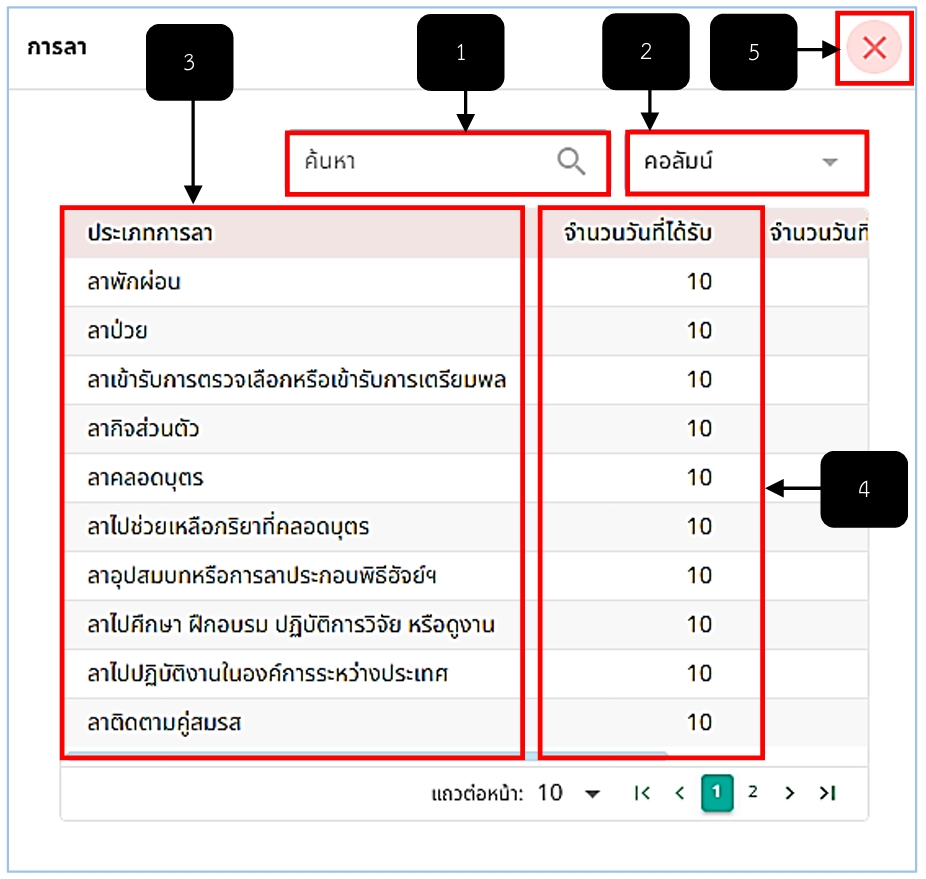 การลา
3
1
2
5
ค้นหา
คอลัมน์
ประเภทการลา จำนวนวันที่ได้รับ จำนวนวันที่
ลาพักผ่อน 10
ลาป่วย 10
ลาเข้ารับการตรวจเลือกหรือเข้ารับการเตรียมพล 10
ลากิจส่วนตัว 10
ลาคลอดบุตร 10
4
ลาไปช่วยเหลือภริยาที่คลอดบุตร 10
ลาอุปสมบทหรือการลาประกอบพิธีฮัจย์ฯ 10
ลาไปศึกษา ฝึกอบรม ปฏิบัติการวิจัย หรือดูงาน 10
ลาไปปฏิบัติงานในองค์การระหว่างประเทศ 10
ลาติดตามคู่สมรส 10
แถวต่อหน้า: 10 1 2